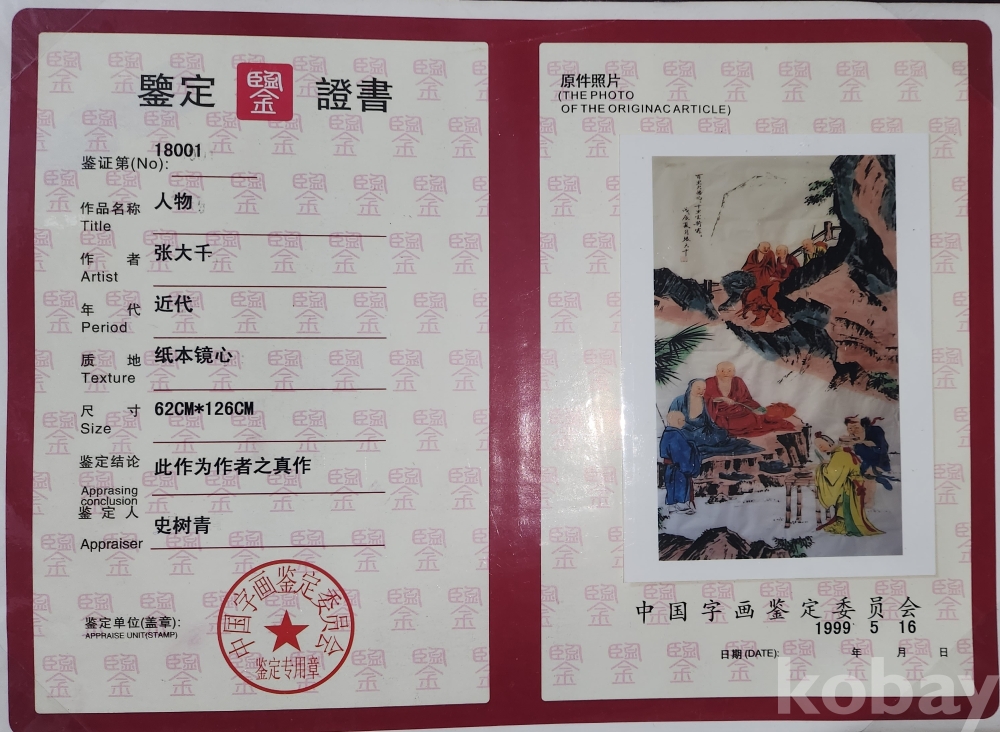 鑒定 證書
18001
鉴证第(No):
作品名称 人物
Title
作 者 张大千
Artist
年 代 近代
Period
质 地 纸本镜心
Texture
尺 寸 62CM*126CM
Size
鉴定结论 此作为作者之真作
Apprasing
conclusion
鉴 定 人 史树青
Appraiser
鉴定单位(盖章):
APPRAISE UNIT(STAMP)
中国字画鉴定委员会
鉴定专用章
原件照片
(THE PHOTO
OF THE ORIGINAC ARTICLE)
中国字画鉴定委员会
1999 5 16
日期(DATE): 年 月 日
kobay